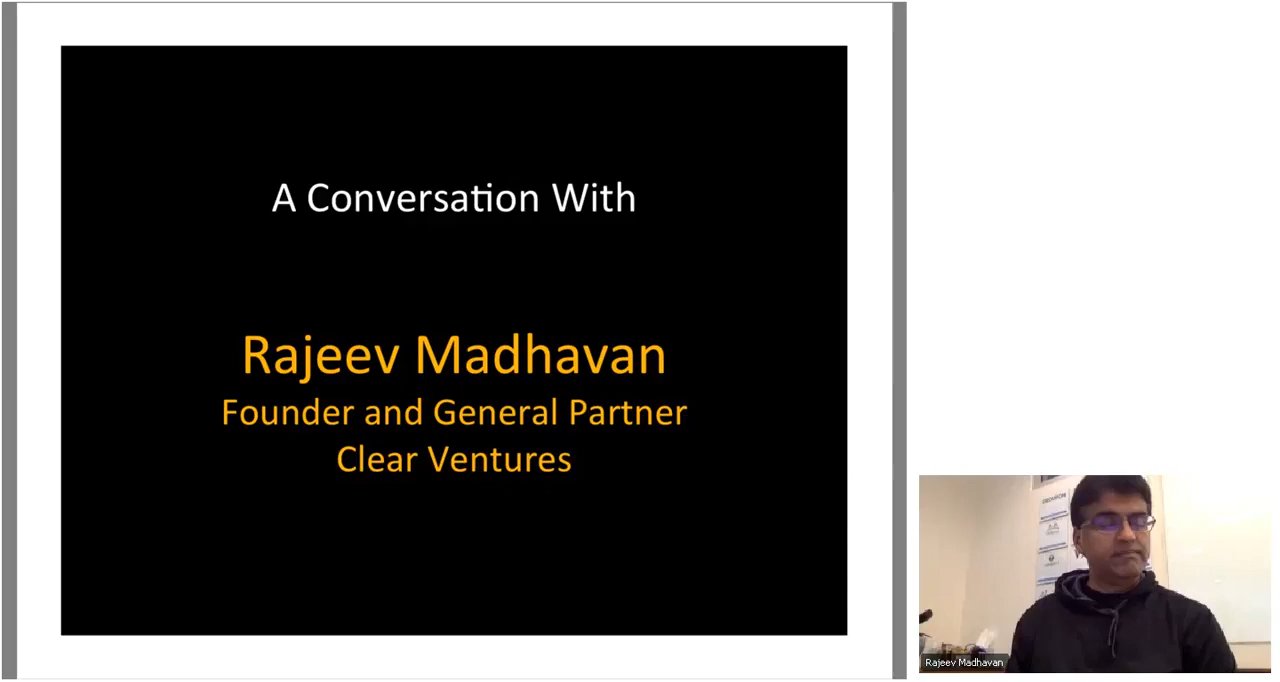 A Conversation With
Rajeev Madhavan
Founder and General Partner
Clear Ventures
Rajeev Madhavan